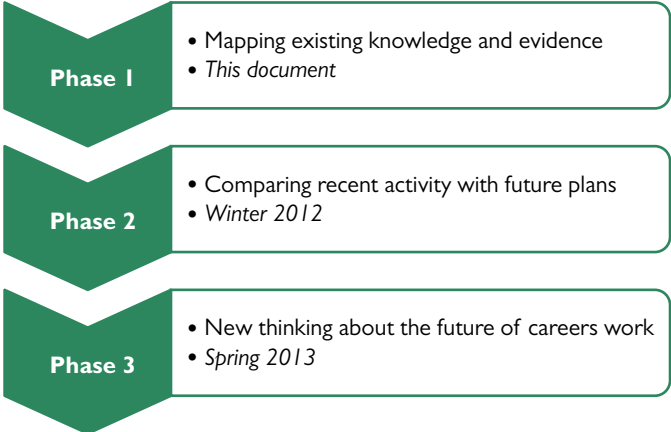 Phase 1
• Mapping existing knowledge and evidence
• This document
Phase 2
• Comparing recent activity with future plans
• Winter 2012
Phase 3
• New thinking about the future of careers work
• Spring 2013